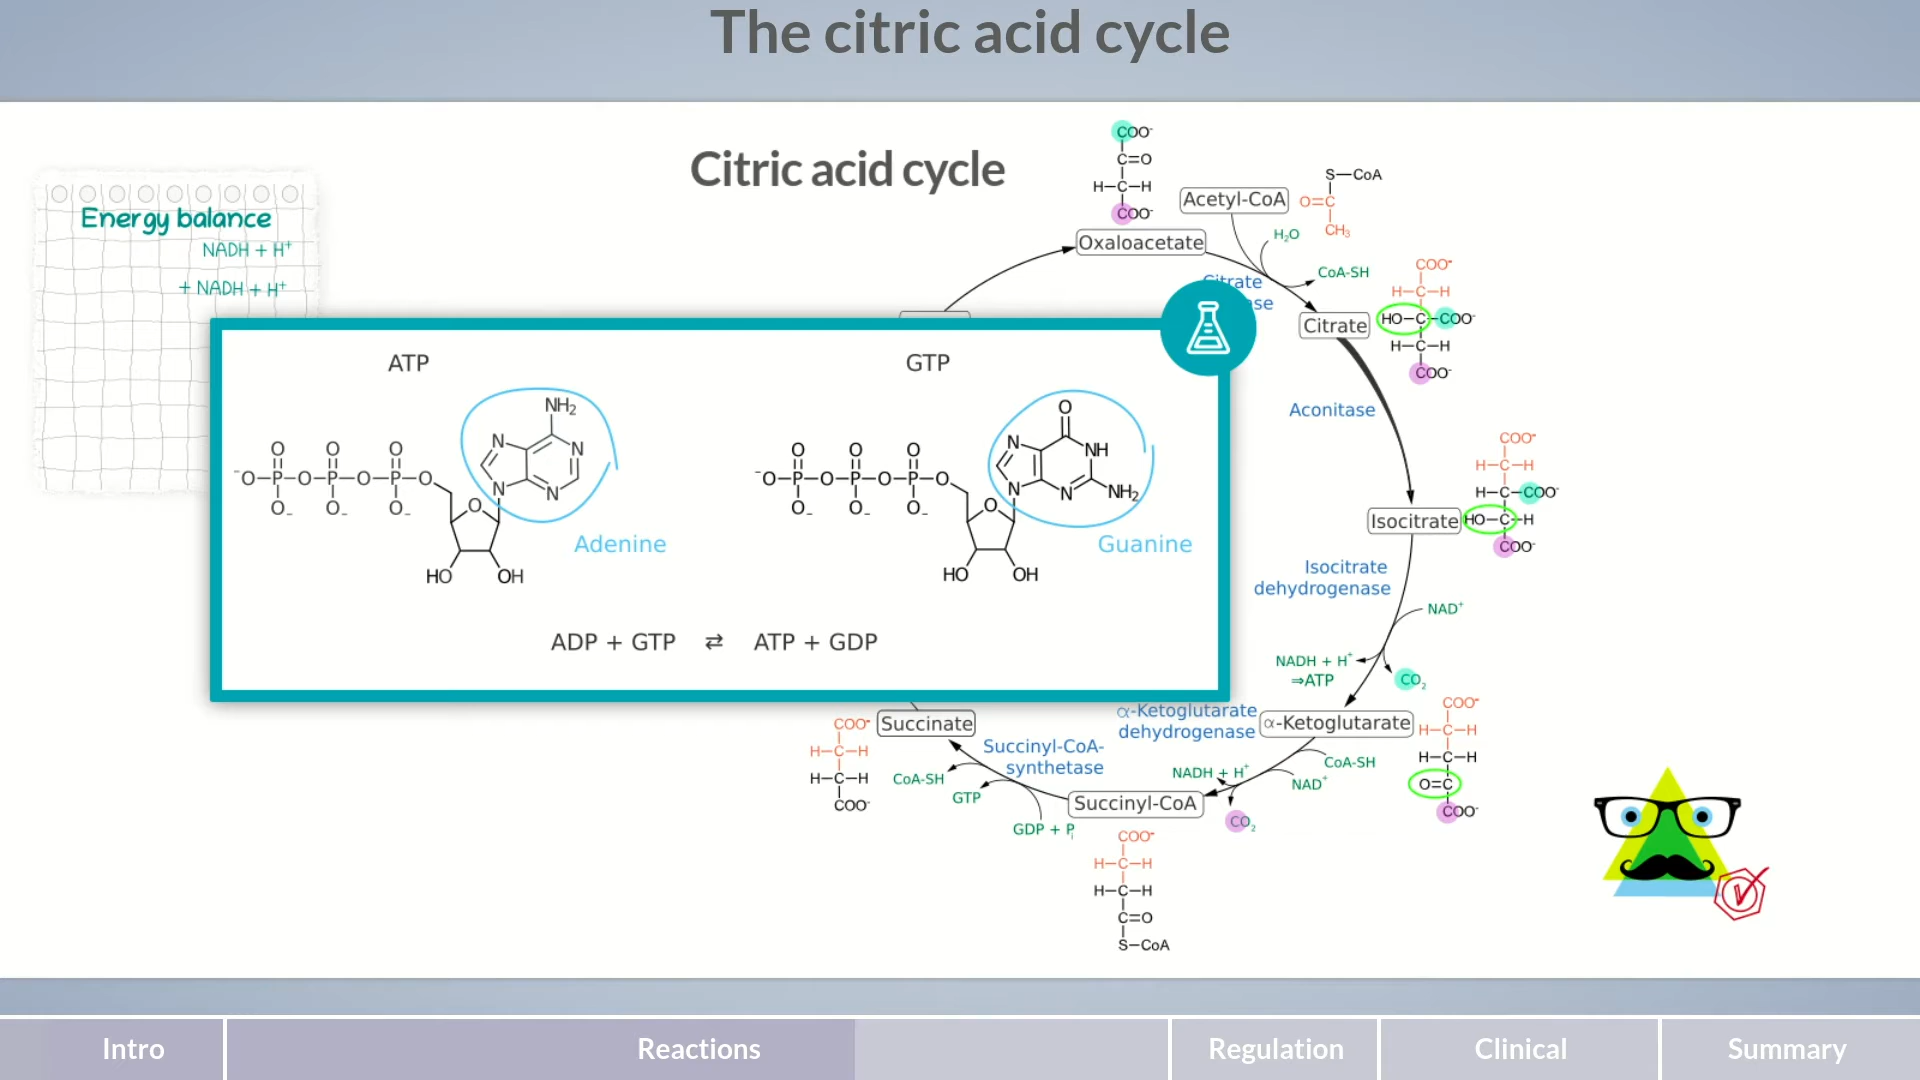 The citric acid cycle
Citric acid cycle
Energy balance
NADH + H⁺
+ NADH + H⁺
COO⁻
C=O
H–C–H
COO⁻
Acetyl-CoA
S–CoA
O=C
CH₃
Oxaloacetate
H₂O
CoA-SH
Citrate
Citrate
COO⁻
H–C–H
HO–C–COO⁻
H–C–H
COO⁻
Aconitase
Isocitrate
COO⁻
H–C–H
H–C–COO⁻
HO–C–H
COO⁻
Isocitrate
dehydrogenase
NAD⁺
NADH + H⁺
⇒ATP
CO₂
α-Ketoglutarate
COO⁻
H–C–H
H–C–H
O=C
COO⁻
α-Ketoglutarate
dehydrogenase
CoA-SH
NAD⁺
NADH + H⁺
CO₂
Succinyl-CoA
COO⁻
H–C–H
H–C–H
C=O
S–CoA
Succinyl-CoA-
synthetase
GDP + Pᵢ
GTP
CoA-SH
Succinate
COO⁻
H–C–H
H–C–H
COO⁻
ATP
NH₂
N
N
N
N
O
O
O
⁻O–P–O–P–O–P–O
O₋
O₋
O₋
O
HO
OH
Adenine
GTP
O
N
NH
N
N
NH₂
O
O
O
⁻O–P–O–P–O–P–O
O₋
O₋
O₋
O
HO
OH
Guanine
ADP + GTP ⇄ ATP + GDP
Intro
Reactions
Regulation
Clinical
Summary